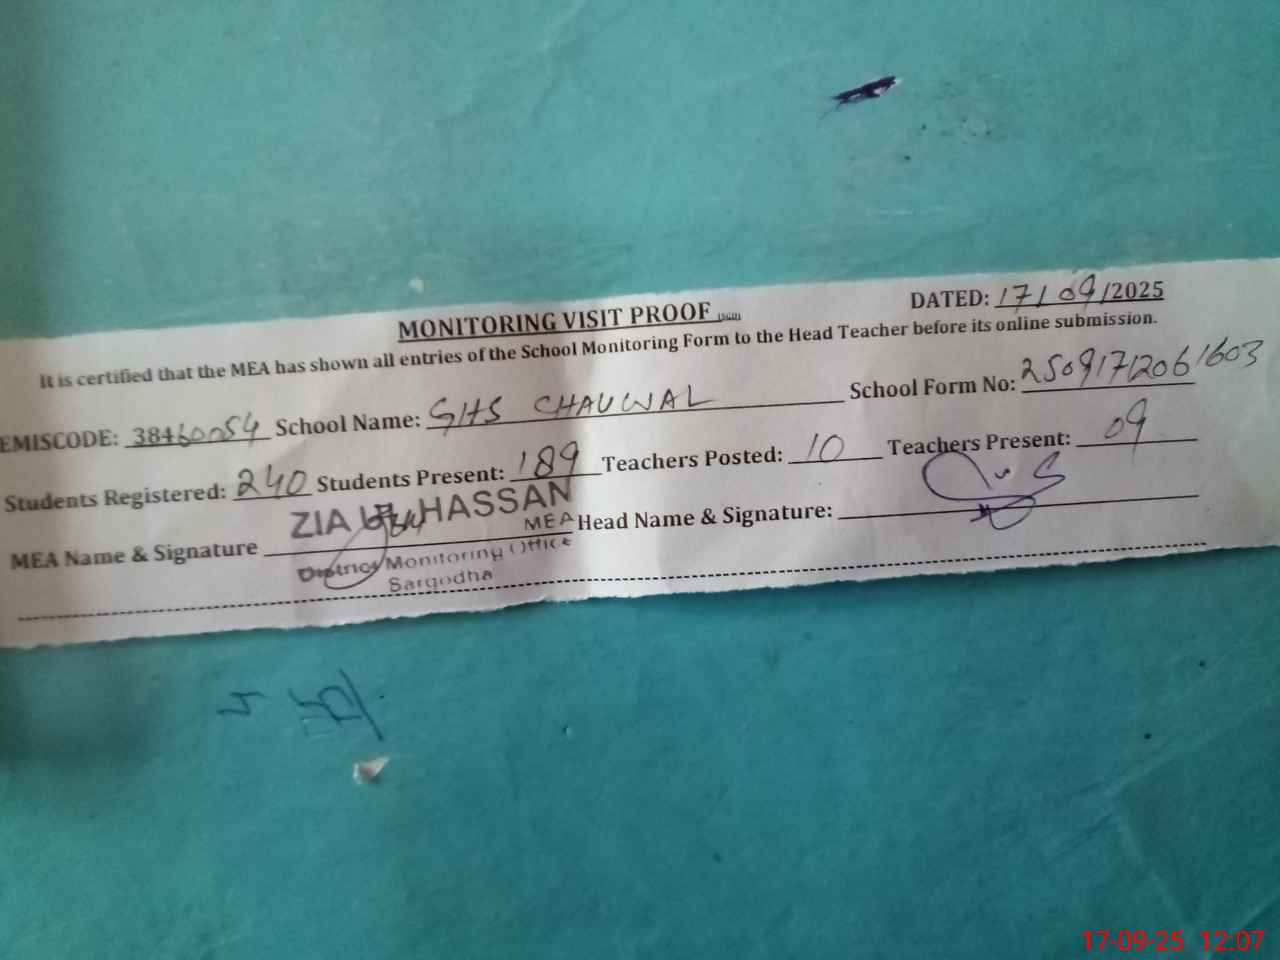 MONITORING VISIT PROOF (SGD) DATED: 17/09/2025
It is certified that the MEA has shown all entries of the School Monitoring Form to the Head Teacher before its online submission.
EMISCODE: 38460054 School Name: GHS CHAUWAL School Form No: 25091712061603
Students Registered: 240 Students Present: 189 Teachers Posted: 10 Teachers Present: 09
MEA Name & Signature ZIA UL HASSAN Head Name & Signature:
MEA
District Monitoring Office
Sargodha
17-09-25 12:07